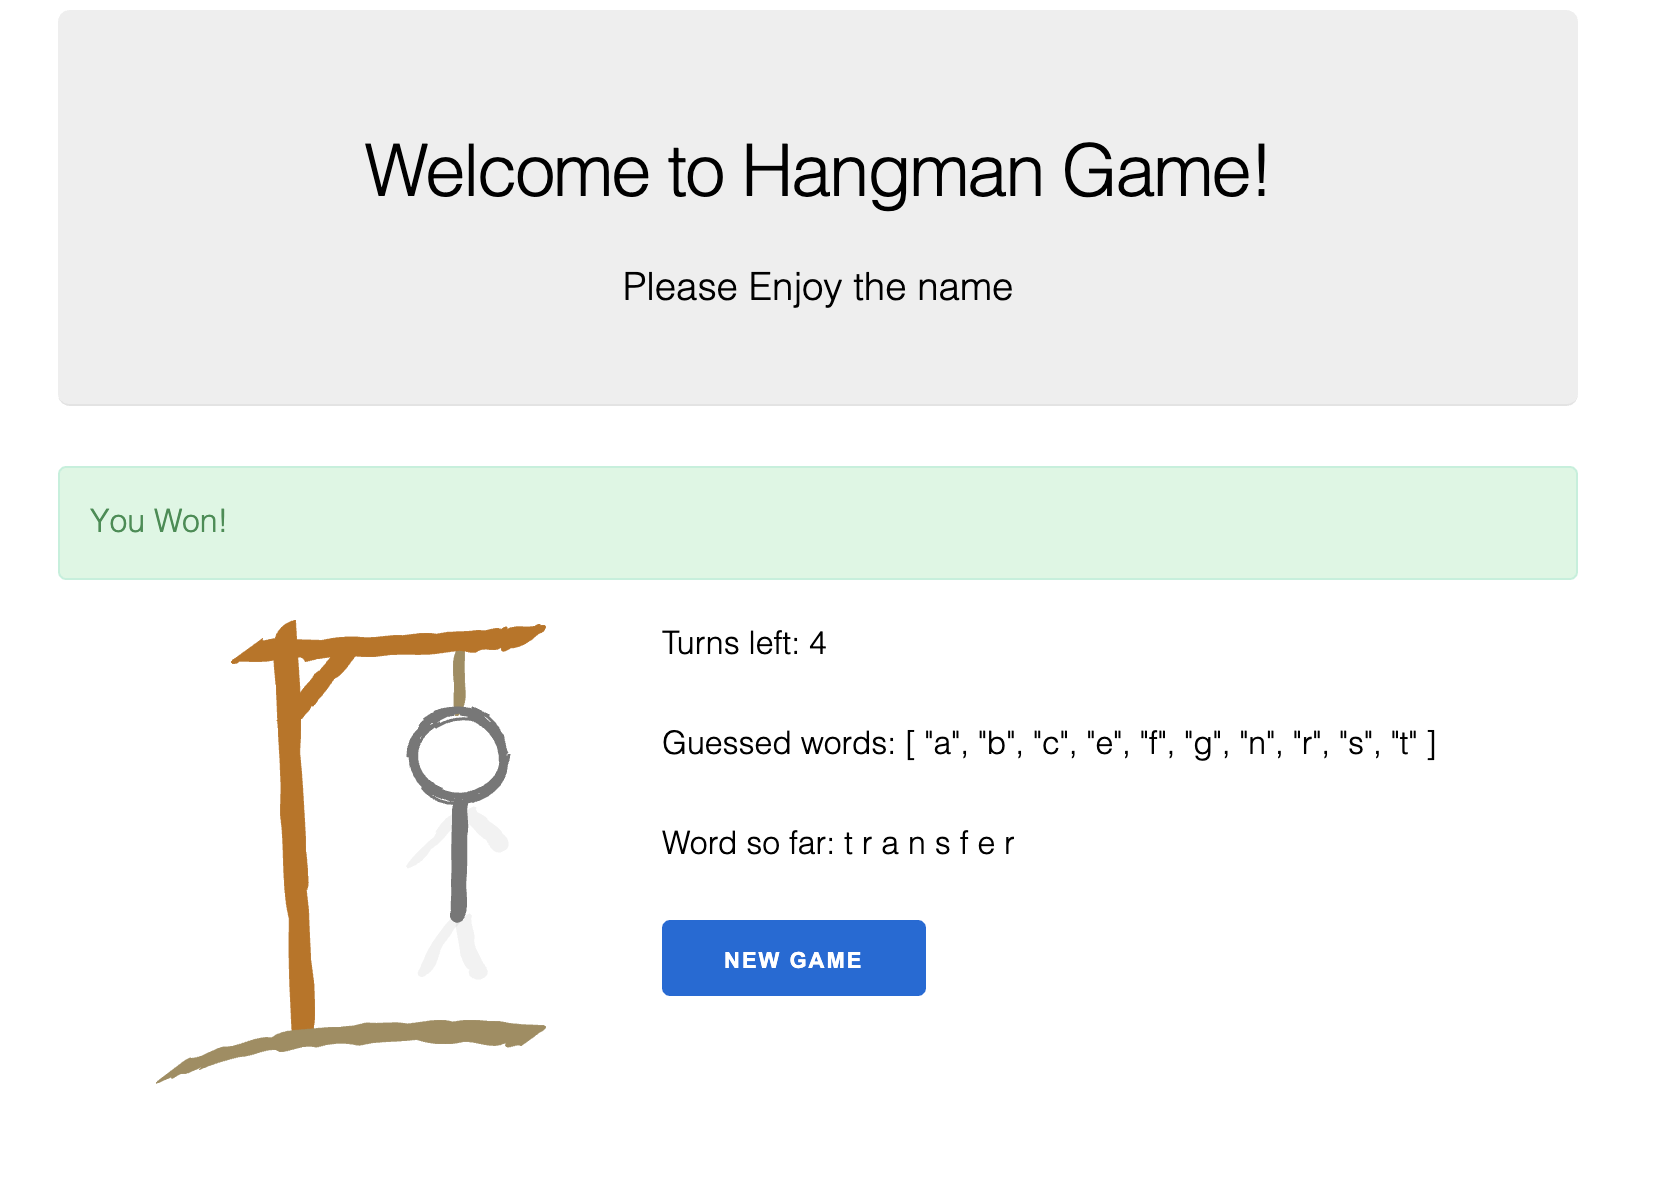 Welcome to Hangman Game!
Please Enjoy the name
You Won!
Turns left: 4
Guessed words: [ "a", "b", "c", "e", "f", "g", "n", "r", "s", "t" ]
Word so far: t r a n s f e r
NEW GAME